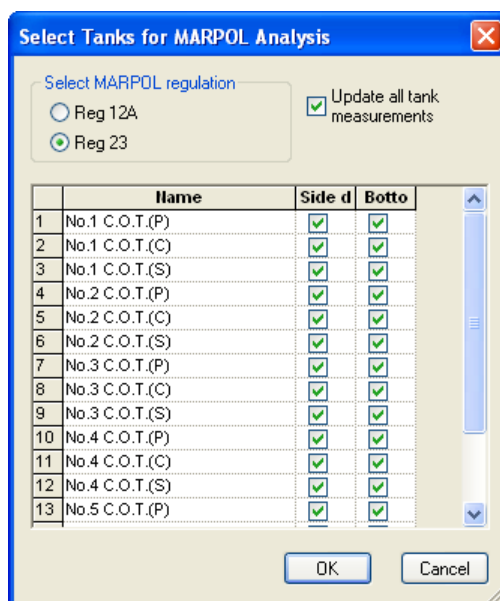 Select Tanks for MARPOL Analysis
Select MARPOL regulation
Reg 12A
Reg 23
Update all tank
measurements
Name Side d Botto
1 No.1 C.O.T.(P)
2 No.1 C.O.T.(C)
3 No.1 C.O.T.(S)
4 No.2 C.O.T.(P)
5 No.2 C.O.T.(C)
6 No.2 C.O.T.(S)
7 No.3 C.O.T.(P)
8 No.3 C.O.T.(C)
9 No.3 C.O.T.(S)
10 No.4 C.O.T.(P)
11 No.4 C.O.T.(C)
12 No.4 C.O.T.(S)
13 No.5 C.O.T.(P)
OK Cancel